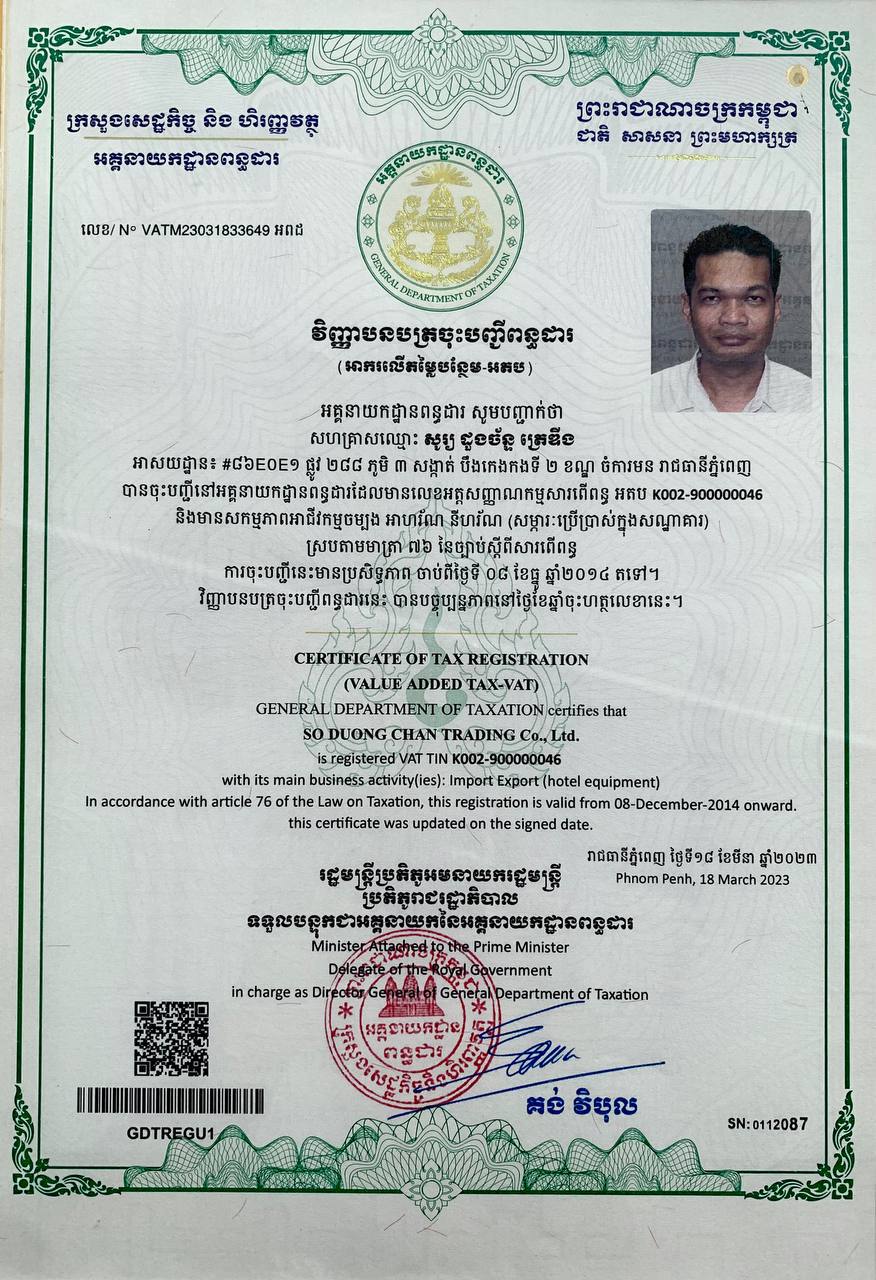 ក្រសួងសេដ្ឋកិច្ច និង ហិរញ្ញវត្ថុ
អគ្គនាយកដ្ឋានពន្ធដារ
ព្រះរាជាណាចក្រកម្ពុជា
ជាតិ សាសនា ព្រះមហាក្សត្រ
អគ្គនាយកដ្ឋានពន្ធដារ
GENERAL DEPARTMENT OF TAXATION
លេខ/ Nº VATM23031833649 អពដ
វិញ្ញាបនបត្រចុះបញ្ជីពន្ធដារ
(អាករលើតម្លៃបន្ថែម-អតប)
អគ្គនាយកដ្ឋានពន្ធដារ សូមបញ្ជាក់ថា
សហគ្រាសឈ្មោះ សូរ្យ ដួងច័ន្ទ ត្រេឌីង
អាសយដ្ឋាន៖ #៨៦E0E១ ផ្លូវ ២៨៨ ភូមិ ៣ សង្កាត់ បឹងកេងកងទី ២ ខណ្ឌ ចំការមន រាជធានីភ្នំពេញ
បានចុះបញ្ជីនៅអគ្គនាយកដ្ឋានពន្ធដារដែលមានលេខអត្តសញ្ញាណកម្មសារពើពន្ធ អតប K002-900000046
និងមានសកម្មភាពអាជីវកម្មចម្បង អាហរ័ណ នីហរ័ណ (សម្ភារៈប្រើប្រាស់ក្នុងសណ្ឋាគារ)
ស្របតាមមាត្រា ៧៦ នៃច្បាប់ស្តីពីសារពើពន្ធ
ការចុះបញ្ជីនេះមានប្រសិទ្ធភាព ចាប់ពីថ្ងៃទី ០៨ ខែធ្នូ ឆ្នាំ២០១៤ តទៅ។
វិញ្ញាបនបត្រចុះបញ្ជីពន្ធដារនេះ បានបច្ចុប្បន្នភាពនៅថ្ងៃខែឆ្នាំចុះហត្ថលេខានេះ។
CERTIFICATE OF TAX REGISTRATION
(VALUE ADDED TAX-VAT)
GENERAL DEPARTMENT OF TAXATION certifies that
SO DUONG CHAN TRADING Co., Ltd.
is registered VAT TIN K002-900000046
with its main business activity(ies): Import Export (hotel equipment)
In accordance with article 76 of the Law on Taxation, this registration is valid from 08-December-2014 onward.
this certificate was updated on the signed date.
រាជធានីភ្នំពេញ ថ្ងៃទី១៨ ខែមីនា ឆ្នាំ២០២៣
Phnom Penh, 18 March 2023
រដ្ឋមន្ត្រីប្រតិភូអមនាយករដ្ឋមន្ត្រី
ប្រតិភូរាជរដ្ឋាភិបាល
ទទួលបន្ទុកជាអគ្គនាយកនៃអគ្គនាយកដ្ឋានពន្ធដារ
Minister Attached to the Prime Minister
Delegate of the Royal Government
in charge as Director General of General Department of Taxation
ព្រះរាជាណាចក្រកម្ពុជា
អគ្គនាយកដ្ឋាន
ពន្ធដារ
ក្រសួងសេដ្ឋកិច្ចនិងហិរញ្ញវត្ថុ
គង់ វិបុល
GDTREGU1
SN: 0112087